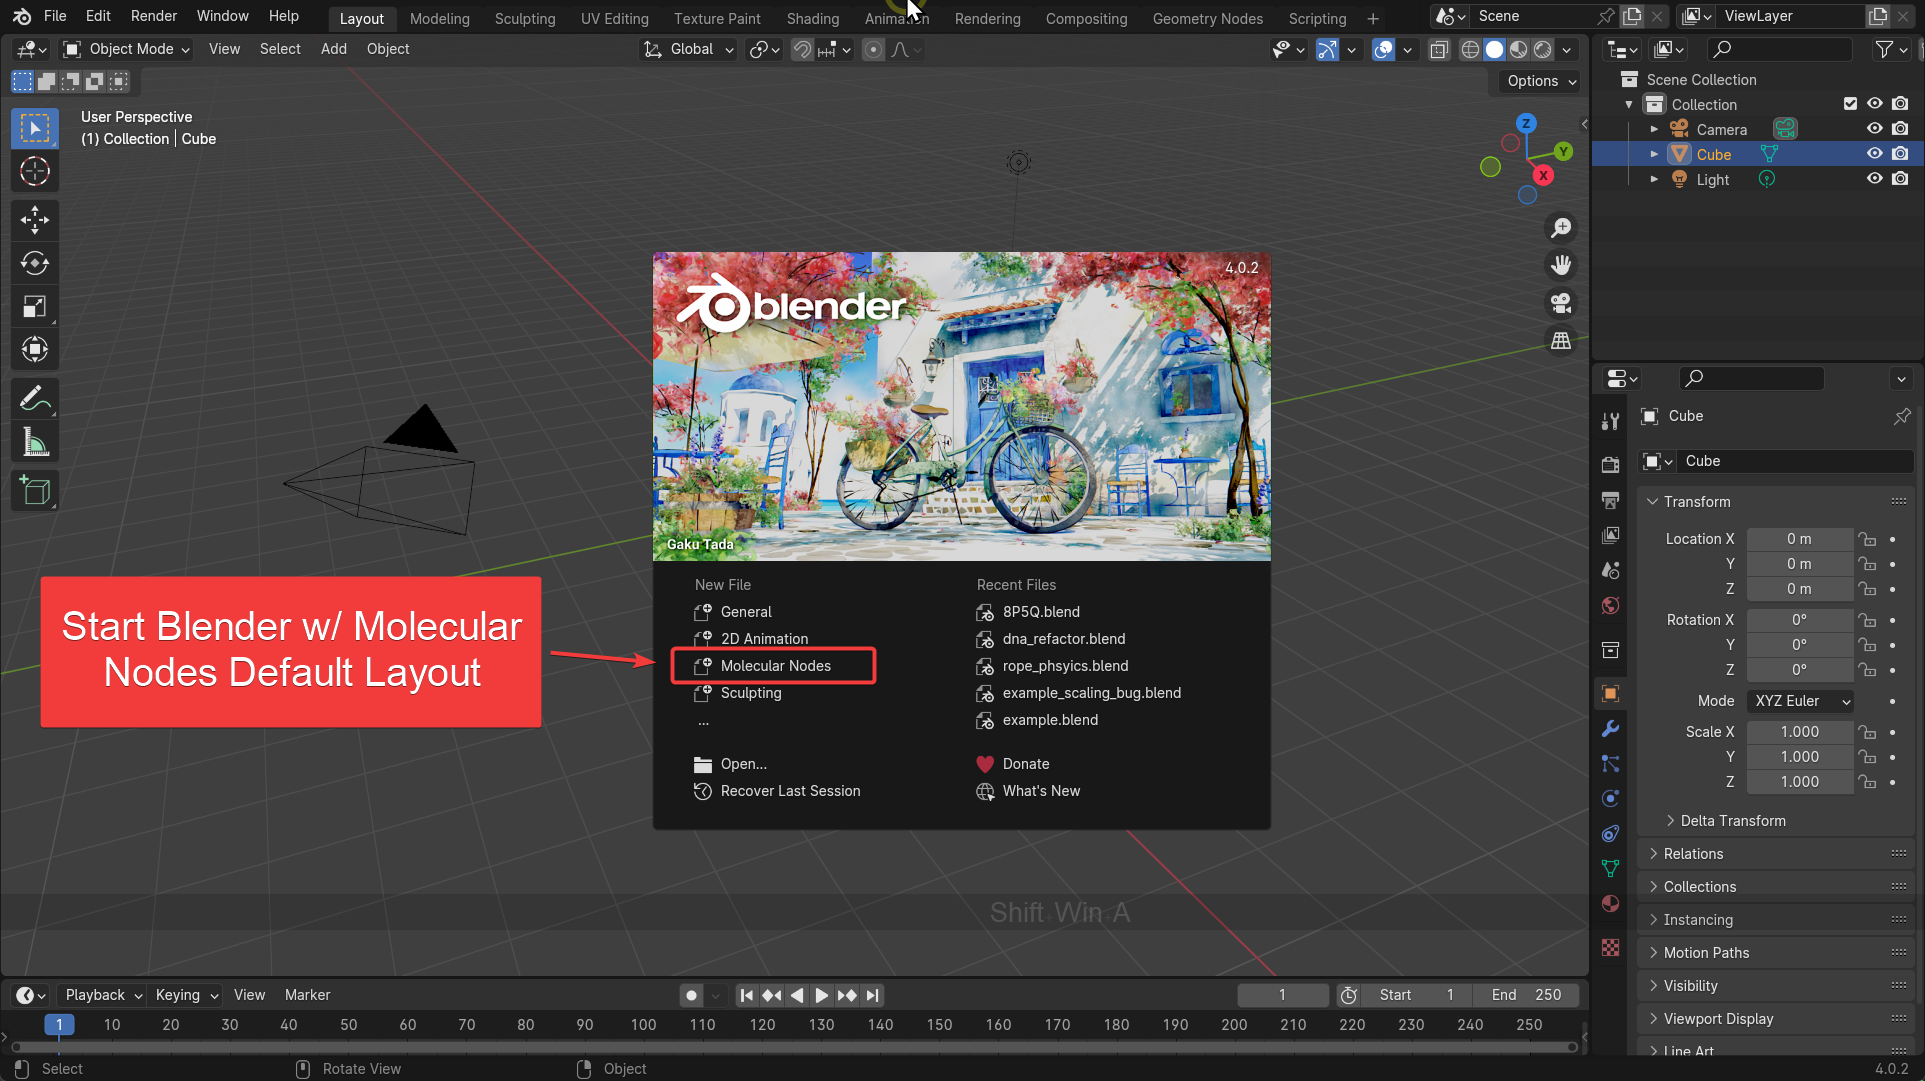 File Edit Render Window Help Layout Modeling Sculpting UV Editing Texture Paint Shading Animation Rendering Compositing Geometry Nodes Scripting + Scene ViewLayer
Object Mode View Select Add Object Global
Options
User Perspective
(1) Collection | Cube
Z
Y
X
Scene Collection
Collection
Camera
Cube
Light
4.0.2
blender
Gaku Tada
New File
General
2D Animation
Molecular Nodes
Sculpting
...
Open...
Recover Last Session
Recent Files
8P5Q.blend
dna_refactor.blend
rope_phsyics.blend
example_scaling_bug.blend
example.blend
Donate
What's New
Start Blender w/ Molecular
Nodes Default Layout
Shift Win A
Cube
Cube
Transform
Location X 0 m
Y 0 m
Z 0 m
Rotation X 0°
Y 0°
Z 0°
Mode XYZ Euler
Scale X 1.000
Y 1.000
Z 1.000
Delta Transform
Relations
Collections
Instancing
Motion Paths
Visibility
Viewport Display
Line Art
Playback Keying View Marker 1 Start 1 End 250
1 10 20 30 40 50 60 70 80 90 100 110 120 130 140 150 160 170 180 190 200 210 220 230 240 250
Select Rotate View Object 4.0.2